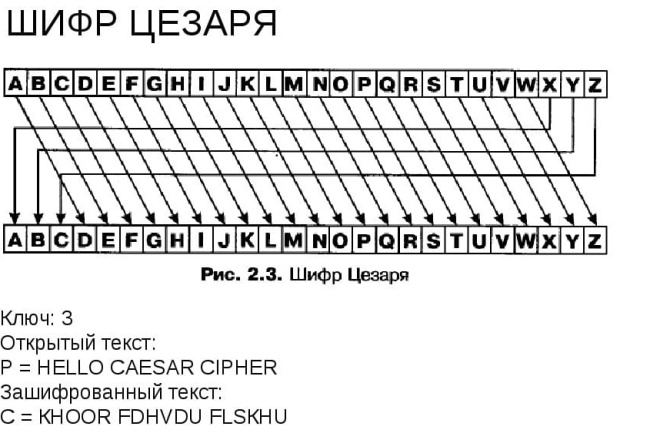 ШИФР ЦЕЗАРЯ
A B C D E F G H I J K L M N O P Q R S T U V W X Y Z
A B C D E F G H I J K L M N O P Q R S T U V W X Y Z
Рис. 2.3. Шифр Цезаря
Ключ: 3
Открытый текст:
P = HELLO CAESAR CIPHER
Зашифрованный текст:
C = KHOOR FDHVDU FLSKHU